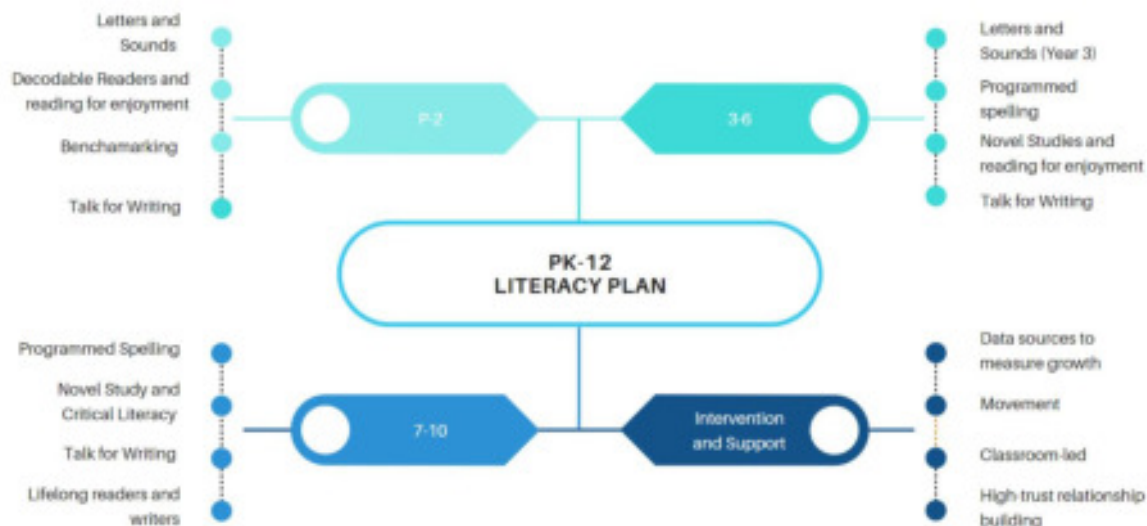 Letters and
Sounds
Decodable Readers and
reading for enjoyment
Benchamarking
Talk for Writing
P-2
3-6
Letters and
Sounds (Year 3)
Programmed
spelling
Novel Studies and
reading for enjoyment
Talk for Writing
PK-12
LITERACY PLAN
Programmed Spelling
Novel Study and
Critical Literacy
Talk for Writing
Lifelong readers and
writers
7-10
Intervention
and Support
Data sources to
measure growth
Movement
Classroom-led
High-trust relationship
building